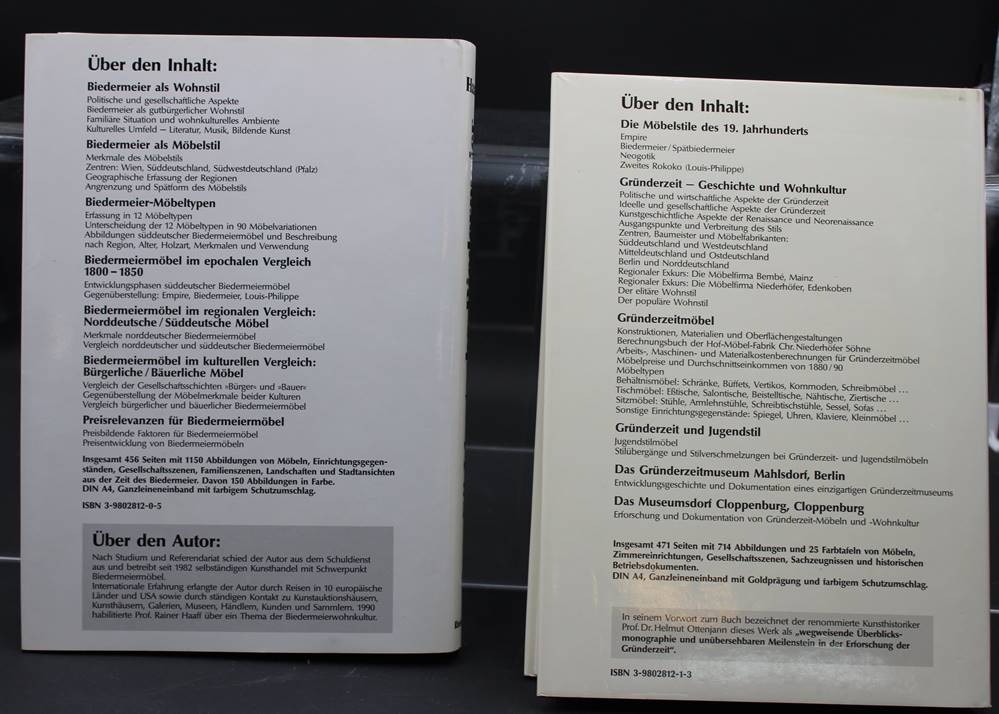 Über den Inhalt:
Biedermeier als Wohnstil
Politische und gesellschaftliche Aspekte
Biedermeier als gutbürgerlicher Wohnstil
Familiäre Situation und wohnkulturelles Ambiente
Kulturelles Umfeld – Literatur, Musik, Bildende Kunst
Biedermeier als Möbelstil
Merkmale des Möbelstils
Zentren: Wien, Süddeutschland, Südwestdeutschland (Pfalz)
Geographische Erfassung der Regionen
Angrenzung und Spätform des Möbelstils
Biedermeier-Möbeltypen
Erfassung in 12 Möbeltypen
Unterscheidung der 12 Möbeltypen in 90 Möbelvariationen
Abbildungen süddeutscher Biedermeiermöbel und Beschreibung
nach Region, Alter, Holzart, Merkmalen und Verwendung
Biedermeiermöbel im epochalen Vergleich
1800 – 1850
Entwicklungsphasen süddeutscher Biedermeiermöbel
Gegenüberstellung: Empire, Biedermeier, Louis-Philippe
Biedermeiermöbel im regionalen Vergleich:
Norddeutsche / Süddeutsche Möbel
Merkmale norddeutscher Biedermeiermöbel
Vergleich norddeutscher und süddeutscher Biedermeiermöbel
Biedermeiermöbel im kulturellen Vergleich:
Bürgerliche / Bäuerliche Möbel
Vergleich der Gesellschaftsschichten »Bürger« und »Bauer«
Gegenüberstellung der Möbelmerkmale beider Kulturen
Vergleich bürgerlicher und bäuerlicher Biedermeiermöbel
Preisrelevanzen für Biedermeiermöbel
Preisbildende Faktoren für Biedermeiermöbel
Preisentwicklung von Biedermeiermöbeln
Insgesamt 456 Seiten mit 1150 Abbildungen von Möbeln, Einrichtungsgegen-
ständen, Gesellschaftsszenen, Familienszenen, Landschaften und Stadtansichten
aus der Zeit des Biedermeier. Davon 150 Abbildungen in Farbe.
DIN A4, Ganzleineneinband mit farbigem Schutzumschlag.
ISBN 3-9802812-0-5
Über den Autor:
Nach Studium und Referendariat schied der Autor aus dem Schuldienst
aus und betreibt seit 1982 selbständigen Kunsthandel mit Schwerpunkt
Biedermeiermöbel.
Internationale Erfahrung erlangte der Autor durch Reisen in 10 europäische
Länder und USA sowie durch ständigen Kontakt zu Kunstauktionshäusern,
Kunsthäusern, Galerien, Museen, Händlern, Kunden und Sammlern. 1990
habilitierte Prof. Rainer Haaff über ein Thema der Biedermeierwohnkultur.
Über den Inhalt:
Die Möbelstile des 19. Jahrhunderts
Empire
Biedermeier / Spätbiedermeier
Neogotik
Zweites Rokoko (Louis-Philippe)
Gründerzeit – Geschichte und Wohnkultur
Politische und wirtschaftliche Aspekte der Gründerzeit
Ideelle und gesellschaftliche Aspekte der Gründerzeit
Kunstgeschichtliche Aspekte der Renaissance und Neorenaissance
Ausgangspunkte und Verbreitung des Stils
Zentren, Baumeister und Möbelfabrikanten:
Süddeutschland und Westdeutschland
Mitteldeutschland und Ostdeutschland
Berlin und Norddeutschland
Regionaler Exkurs: Die Möbelfirma Bembé, Mainz
Regionaler Exkurs: Die Möbelfirma Niederhöfer, Edenkoben
Der elitäre Wohnstil
Der populäre Wohnstil
Gründerzeitmöbel
Konstruktionen, Materialien und Oberflächengestaltungen
Berechnungsbuch der Hof-Möbel-Fabrik Chr. Niederhöfer Söhne
Arbeits-, Maschinen- und Materialkostenberechnungen für Gründerzeitmöbel
Möbelpreise und Durchschnittseinkommen von 1880 / 90
Möbeltypen
Behältnismöbel: Schränke, Büffets, Vertikos, Kommoden, Schreibmöbel ...
Tischmöbel: Eßtische, Salontische, Beistelltische, Nähtische, Ziertische ...
Sitzmöbel: Stühle, Armlehnstühle, Schreibtischstühle, Sessel, Sofas ...
Sonstige Einrichtungsgegenstände: Spiegel, Uhren, Klaviere, Kleinmöbel ...
Gründerzeit und Jugendstil
Jugendstilmöbel
Stilübergänge und Stilverschmelzungen bei Gründerzeit- und Jugendstilmöbeln
Das Gründerzeitmuseum Mahlsdorf, Berlin
Entwicklungsgeschichte und Dokumentation eines einzigartigen Gründerzeitmuseums
Das Museumsdorf Cloppenburg, Cloppenburg
Erforschung und Dokumentation von Gründerzeit-Möbeln und -Wohnkultur
Insgesamt 471 Seiten mit 714 Abbildungen und 25 Farbtafeln von Möbeln,
Zimmereinrichtungen, Gesellschaftsszenen, Sachzeugnissen und historischen
Betriebsdokumenten.
DIN A4, Ganzleineneinband mit Goldprägung und farbigem Schutzumschlag.
In seinem Vorwort zum Buch bezeichnet der renommierte Kunsthistoriker
Prof. Dr. Helmut Ottenjann dieses Werk als „wegweisende Überblicks-
monographie und unübersehbaren Meilenstein in der Erforschung der
Gründerzeit“.
ISBN 3-9802812-1-3